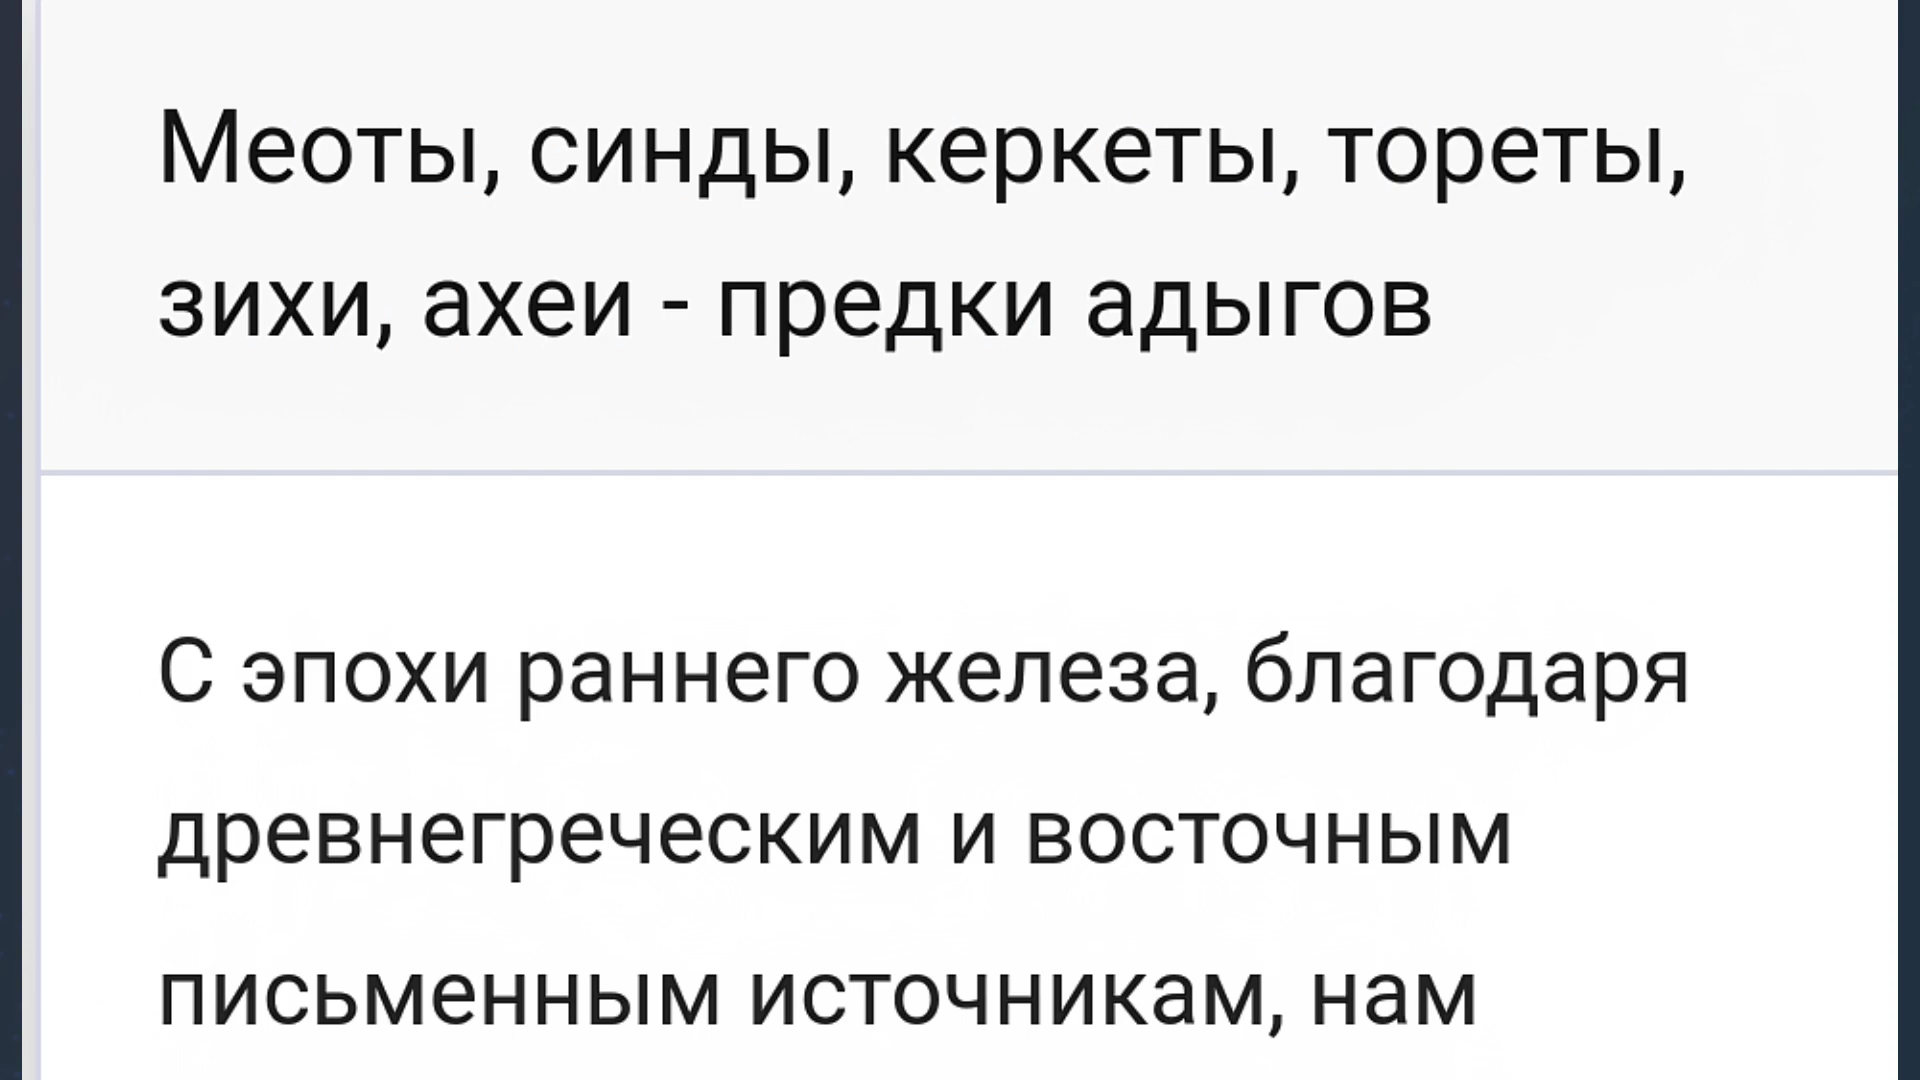 Меоты, синды, керкеты, тореты,
зихи, ахеи - предки адыгов
С эпохи раннего железа, благодаря
древнегреческим и восточным
письменным источникам, нам